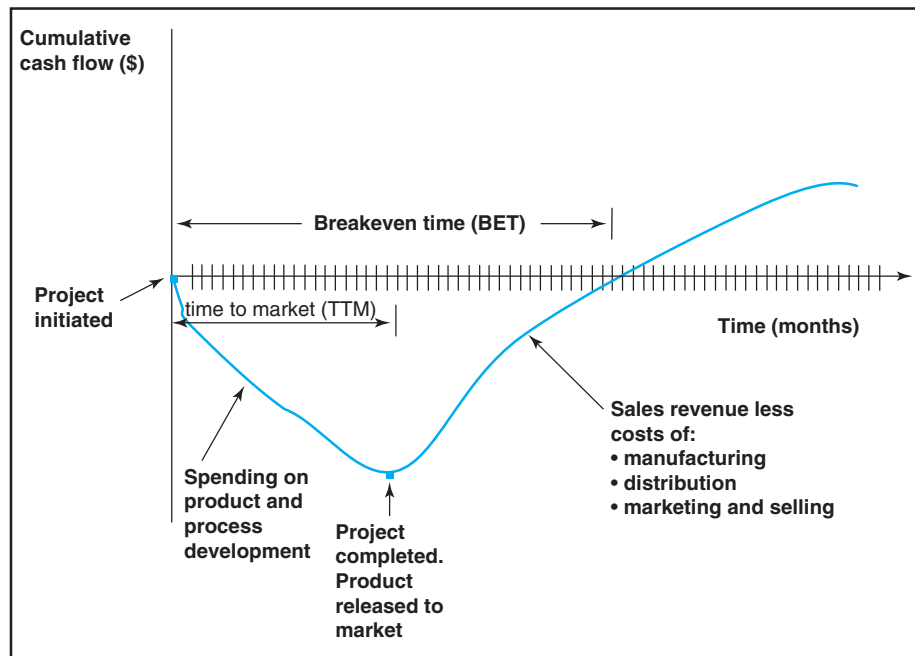 Cumulative
cash flow ($)
Breakeven time (BET)
Project
initiated
time to market (TTM)
Time (months)
Spending on
product and
process
development
Project
completed.
Product
released to
market
Sales revenue less
costs of:
• manufacturing
• distribution
• marketing and selling